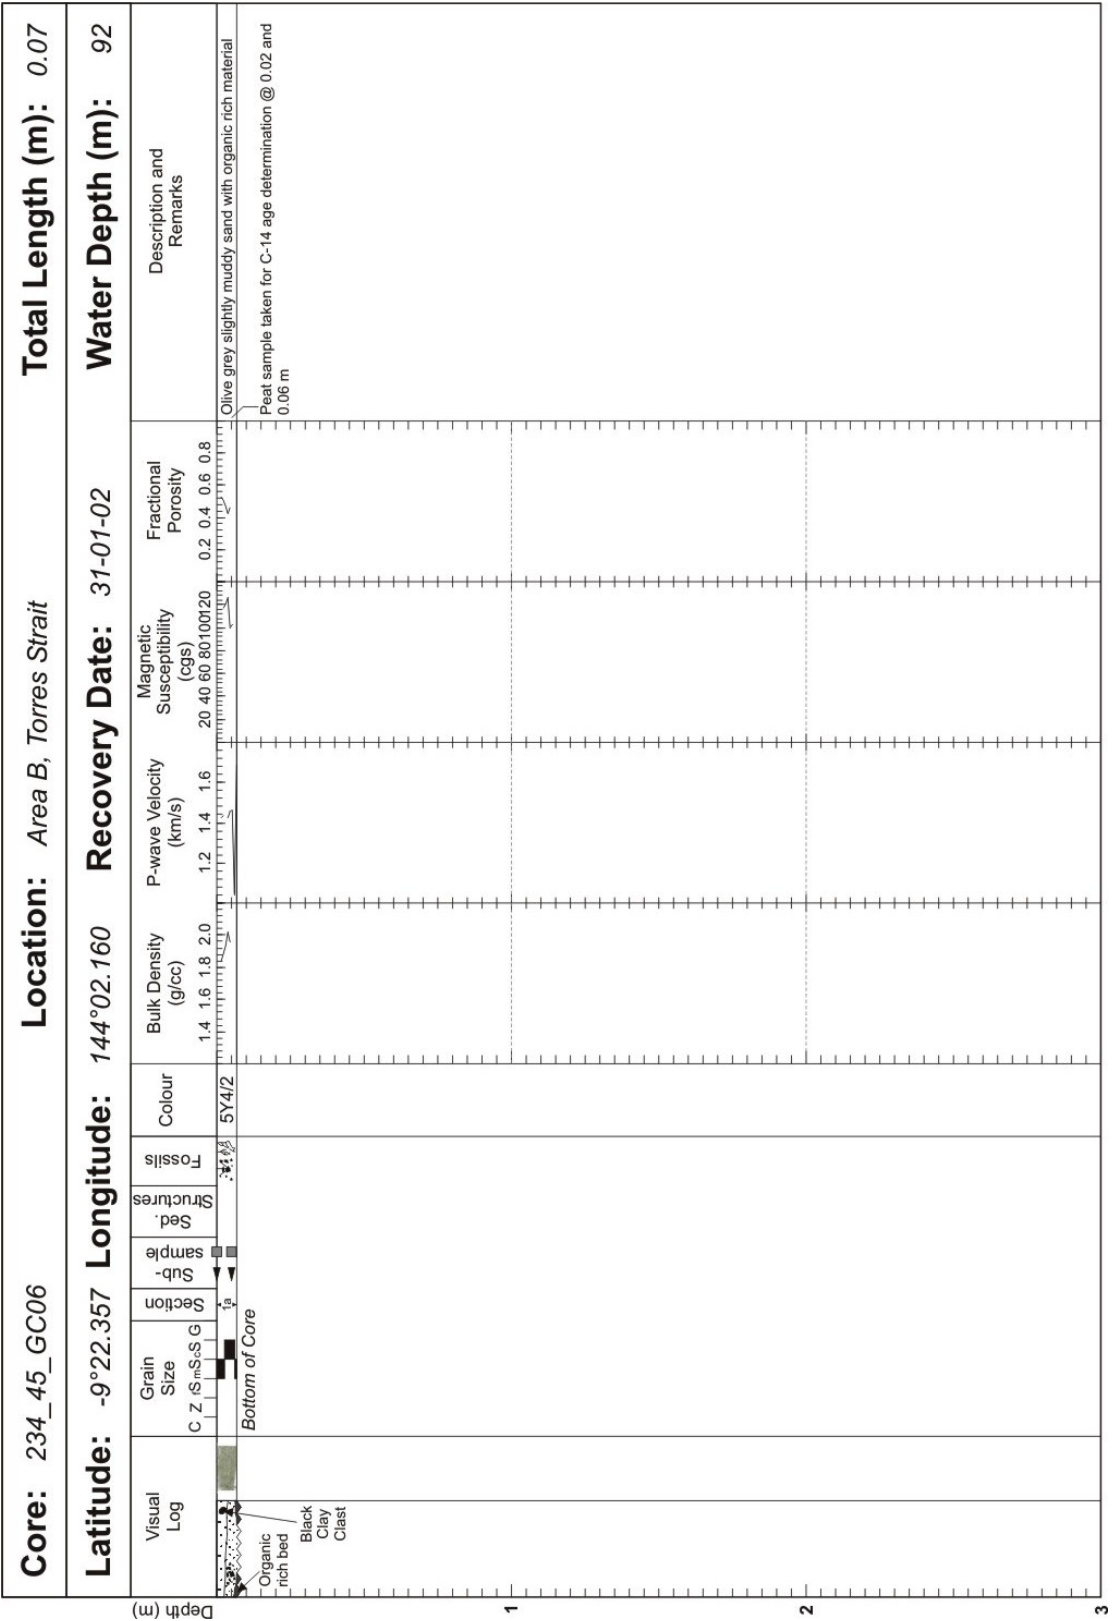 Core: 234_45_GC06 Location: Area B, Torres Strait Total Length (m): 0.07
Latitude: -9°22.357 Longitude: 144°02.160 Recovery Date: 31-01-02 Water Depth (m): 92
Depth (m)
Visual
Log
Grain
Size
C Z fS mS cS G
Section
Sub-
sample
Sed.
Structures
Fossils
Colour
Bulk Density
(g/cc)
1.4 1.6 1.8 2.0
P-wave Velocity
(km/s)
1.2 1.4 1.6
Magnetic
Susceptibility
(cgs)
20 40 60 80 100 120
Fractional
Porosity
0.2 0.4 0.6 0.8
Description and
Remarks
1a
5Y4/2
Olive grey slightly muddy sand with organic rich material
Peat sample taken for C-14 age determination @ 0.02 and
0.06 m
Organic
rich bed
Black
Clay
Clast
Bottom of Core
1
2
3